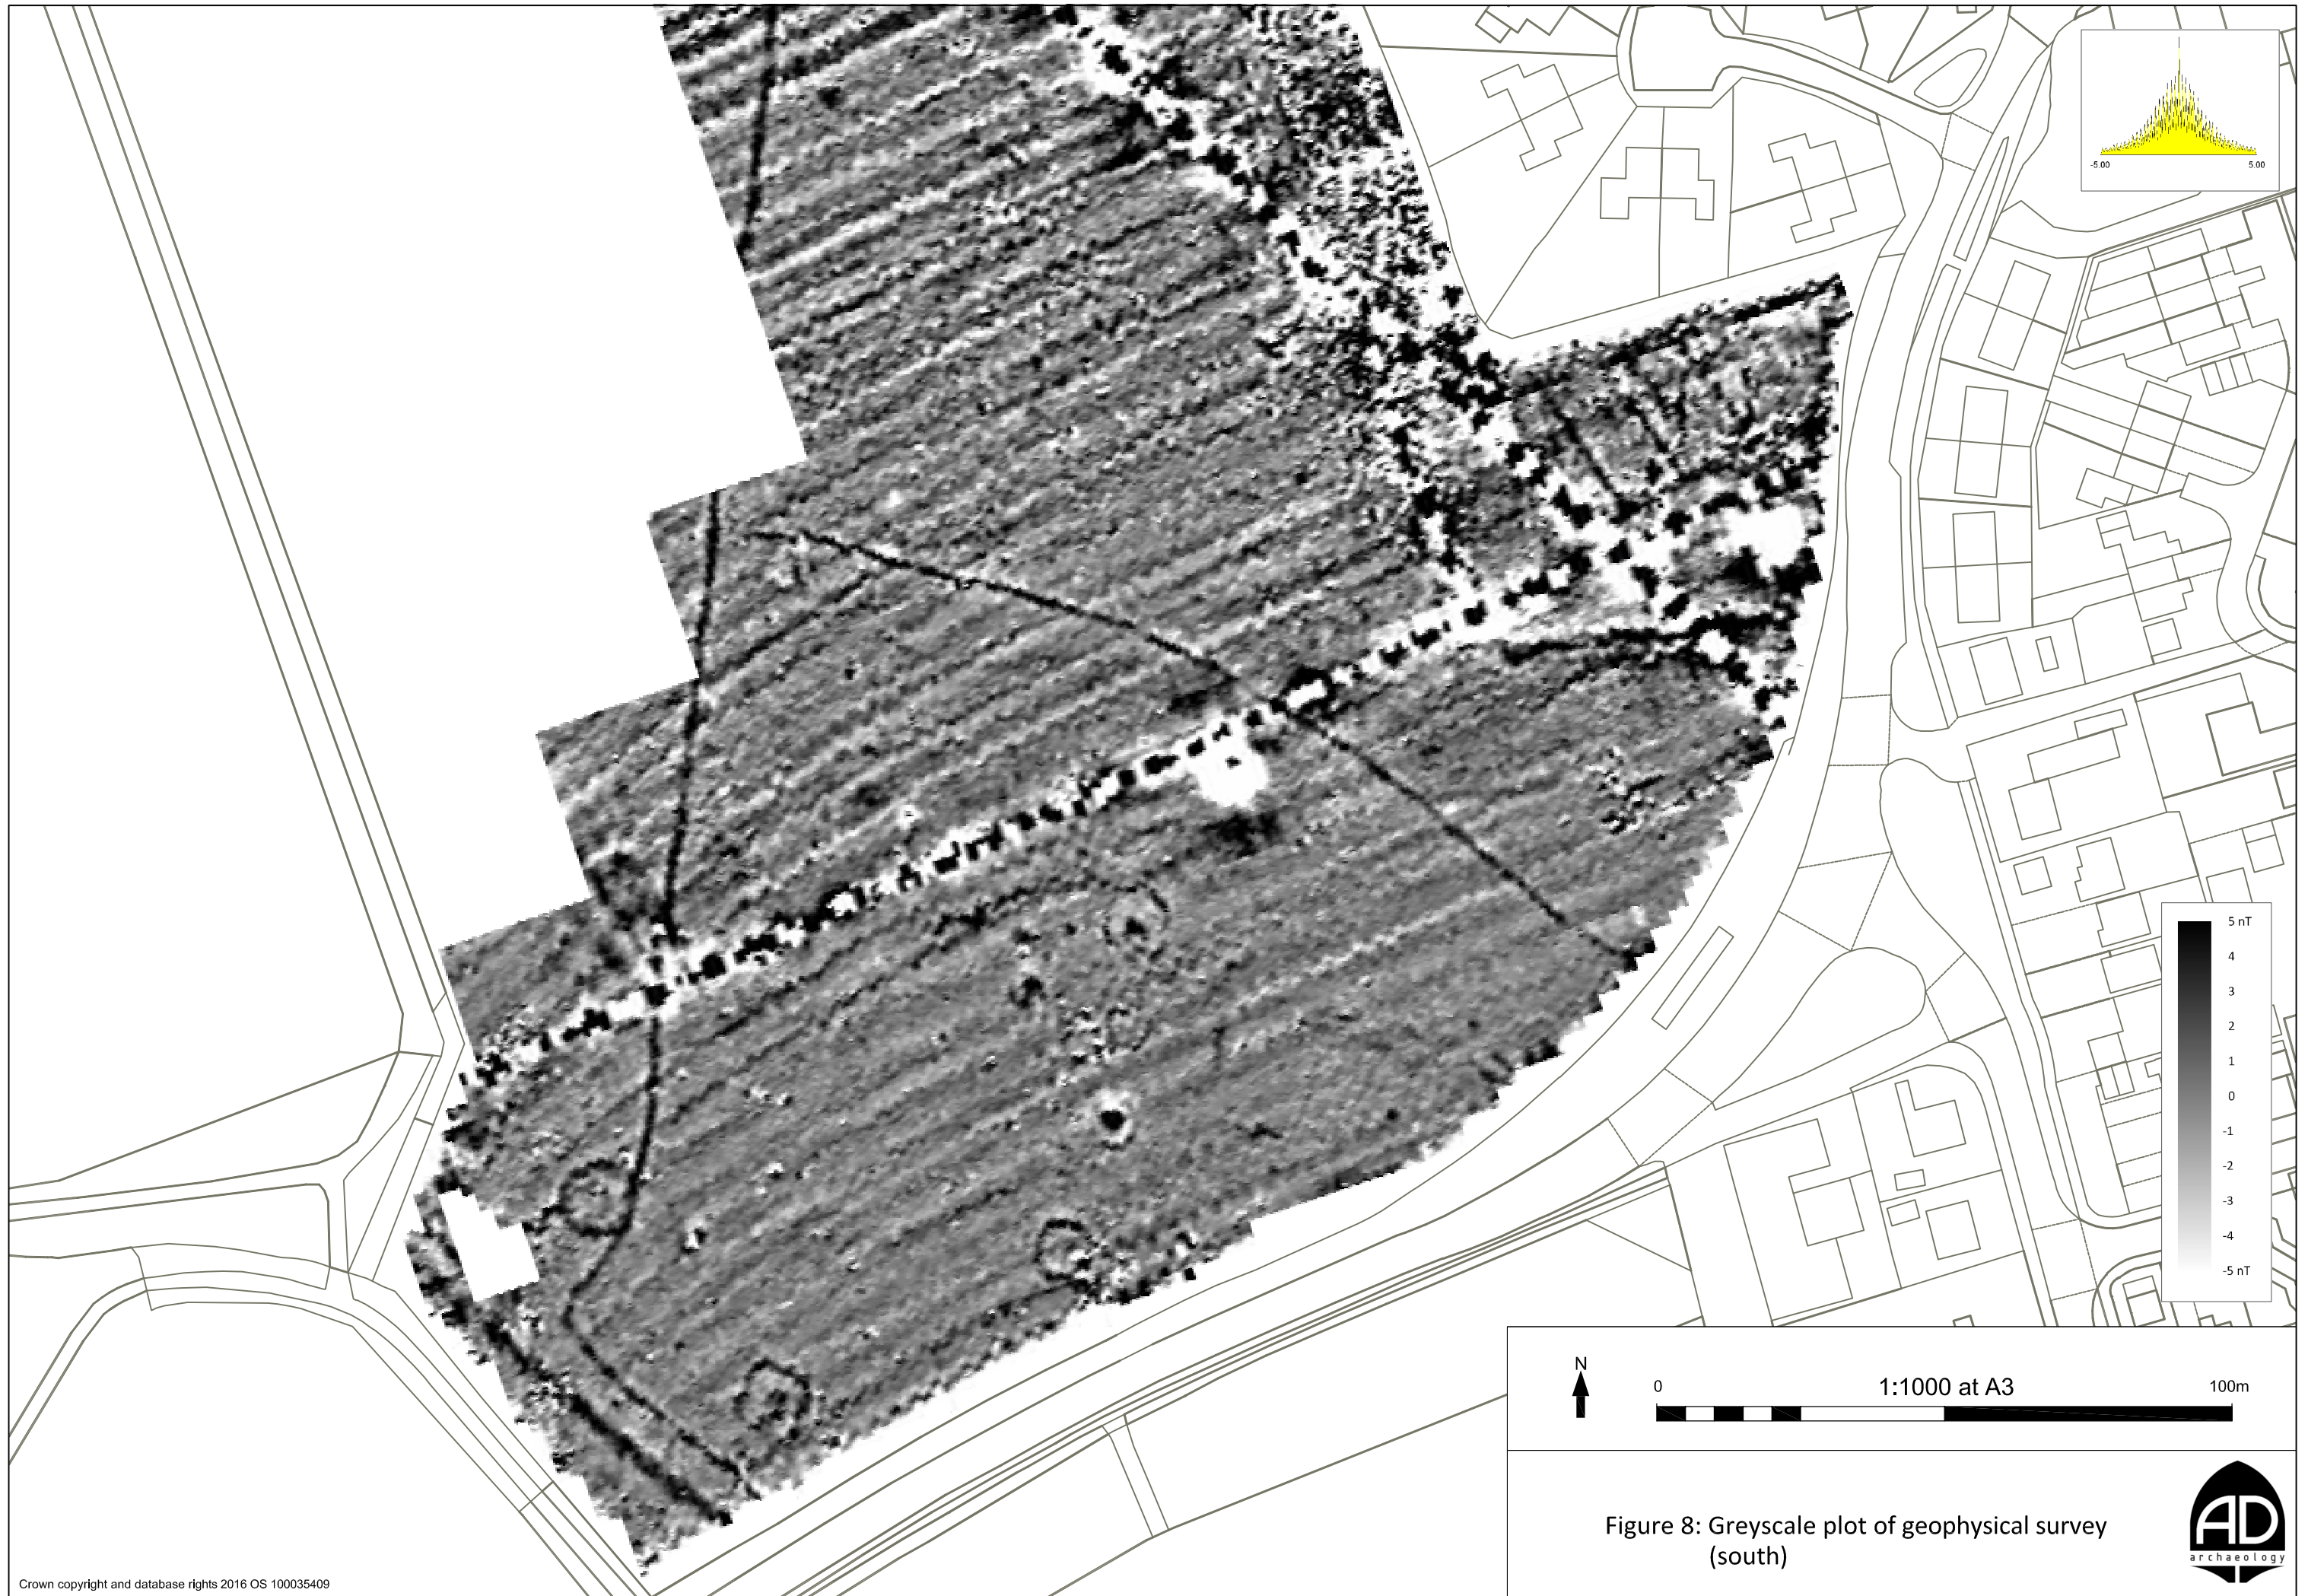 -5.00 5.00
5 nT
4
3
2
1
0
-1
-2
-3
-4
-5 nT
N
0 1:1000 at A3 100m
Figure 8: Greyscale plot of geophysical survey
(south)
AD
archaeology
Crown copyright and database rights 2016 OS 100035409